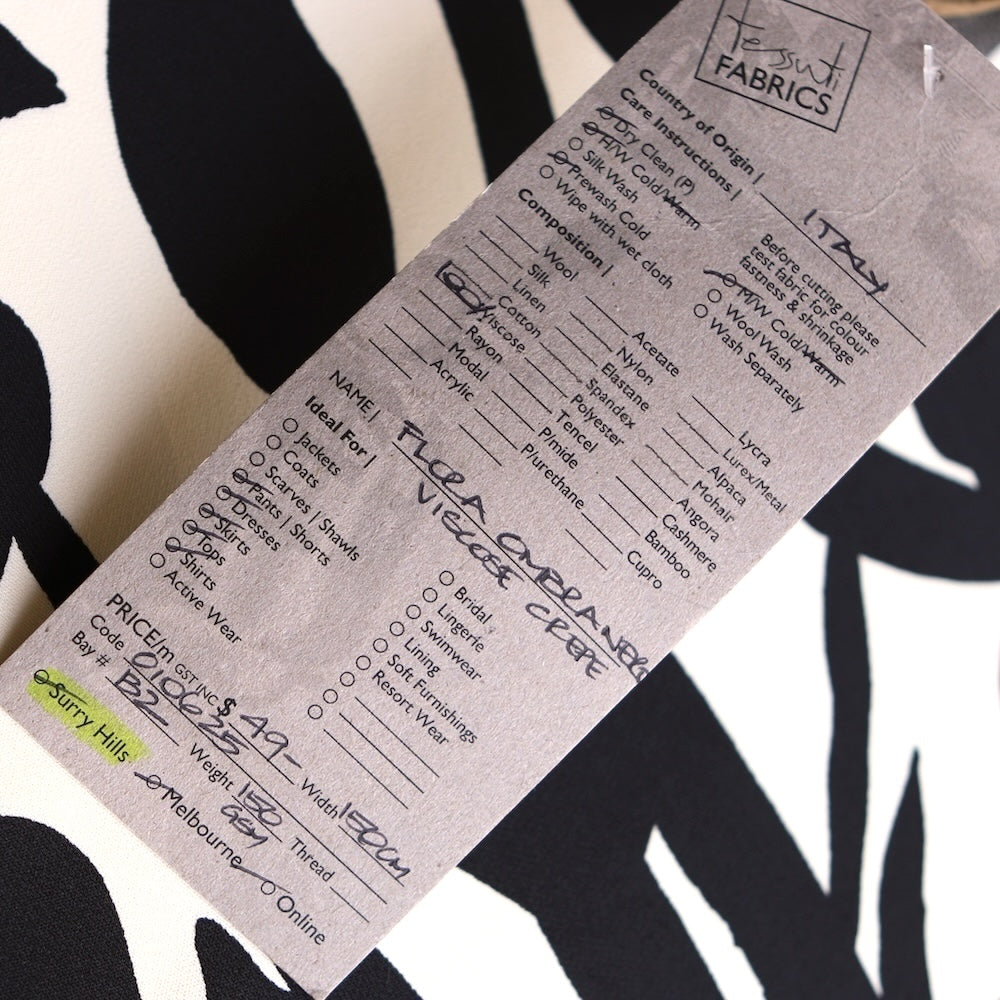 Tessuti
FABRICS
Country of Origin | ITALY
Care Instructions |
Dry Clean (P)
H/W Cold/Warm
Silk Wash
Prewash Cold
Wipe with wet cloth
Before cutting please
test fabric for colour
fastness & shrinkage
M/W Cold/Warm
Wool Wash
Wash Separately
Composition |
Wool
Silk
Linen
Cotton
100% Viscose
Rayon
Modal
Acrylic
Acetate
Nylon
Elastane
Spandex
Polyester
Tencel
P/mide
P/urethane
Lycra
Lurex/Metal
Alpaca
Mohair
Angora
Cashmere
Bamboo
Cupro
NAME | FLORA OMBRA NERO
VISCOSE CREPE
Ideal For |
Jackets
Coats
Scarves | Shawls
Pants | Shorts
Dresses
Skirts
Tops
Shirts
Active Wear
Bridal
Lingerie
Swimwear
Lining
Soft Furnishings
Resort Wear
PRICE/m GST INC $ 49-
Code 010625
Bay # B2
Weight 150 GSM
Width 150CM
Thread
Surry Hills
Melbourne
Online